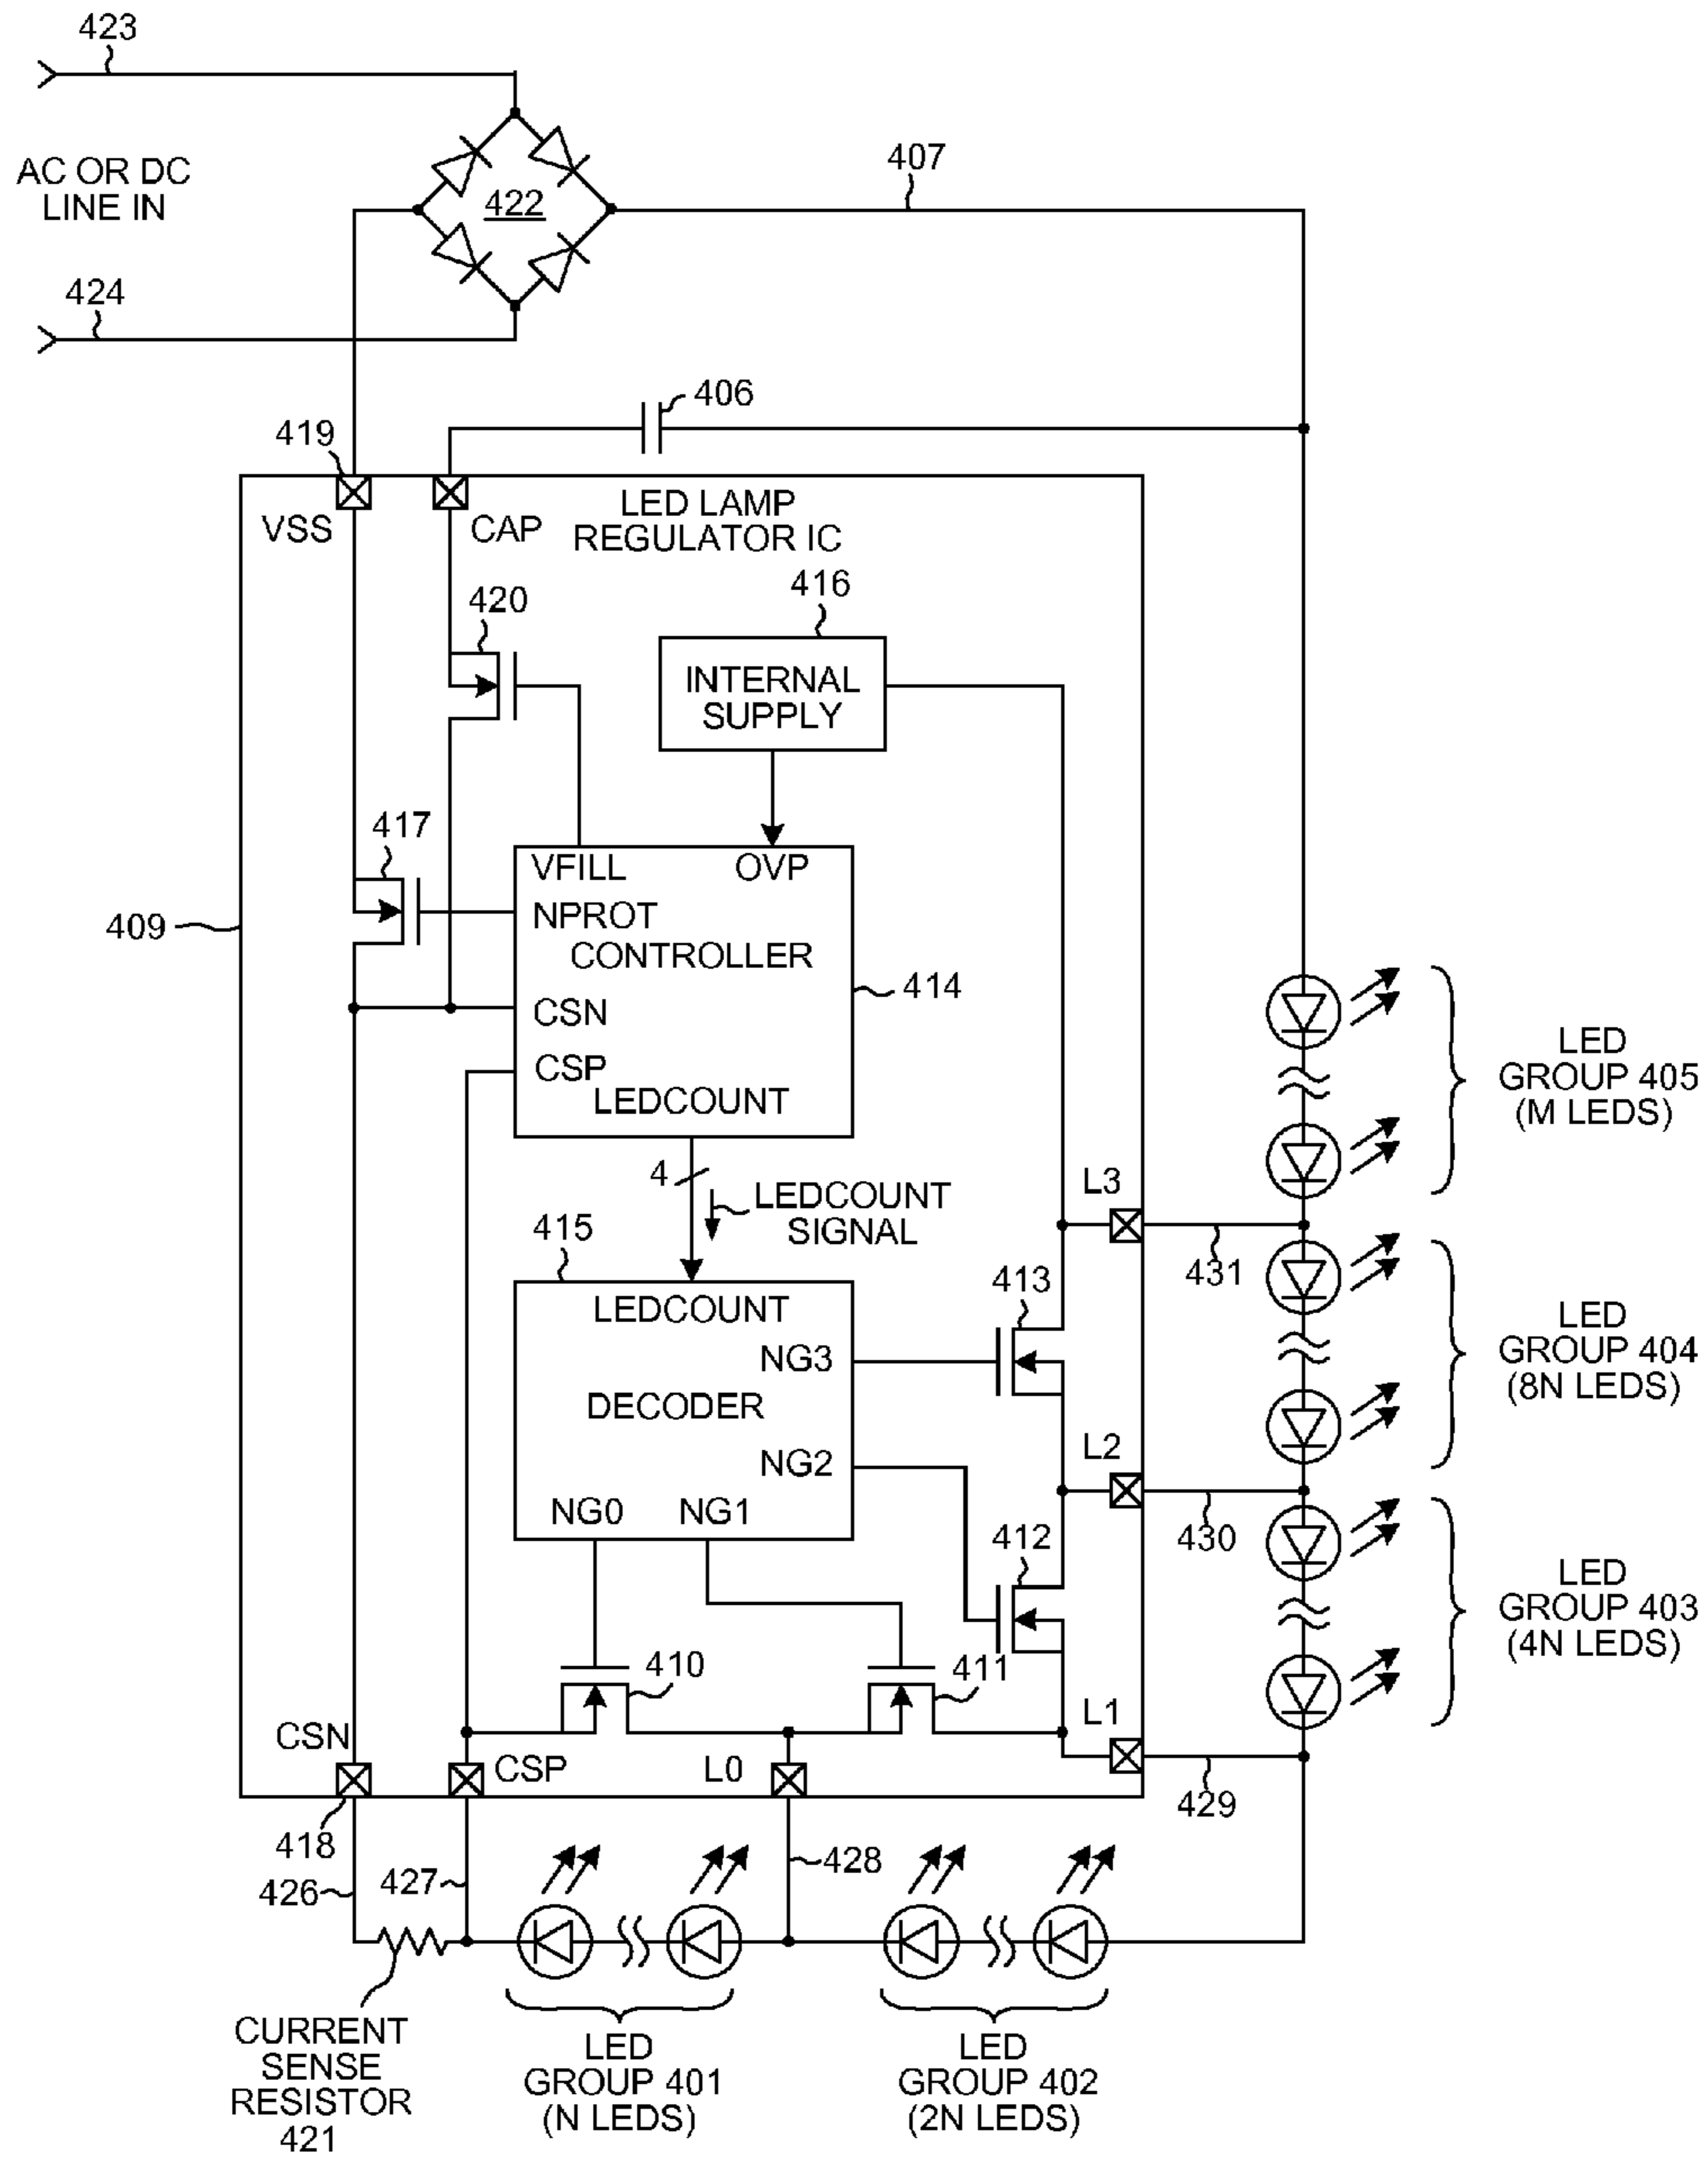 423
AC OR DC
LINE IN
422
407
424
406
419
VSS
CAP
LED LAMP
REGULATOR IC
416
420
INTERNAL
SUPPLY
417
409
VFILL
OVP
NPROT
CONTROLLER
CSN
CSP
LEDCOUNT
414
4
LEDCOUNT
SIGNAL
415
LEDCOUNT
NG3
DECODER
NG2
NG0
NG1
413
L3
431
L2
430
412
410
411
L1
429
CSN
CSP
L0
418
426
427
428
LED
GROUP 405
(M LEDS)
LED
GROUP 404
(8N LEDS)
LED
GROUP 403
(4N LEDS)
CURRENT
SENSE
RESISTOR
421
LED
GROUP 401
(N LEDS)
LED
GROUP 402
(2N LEDS)